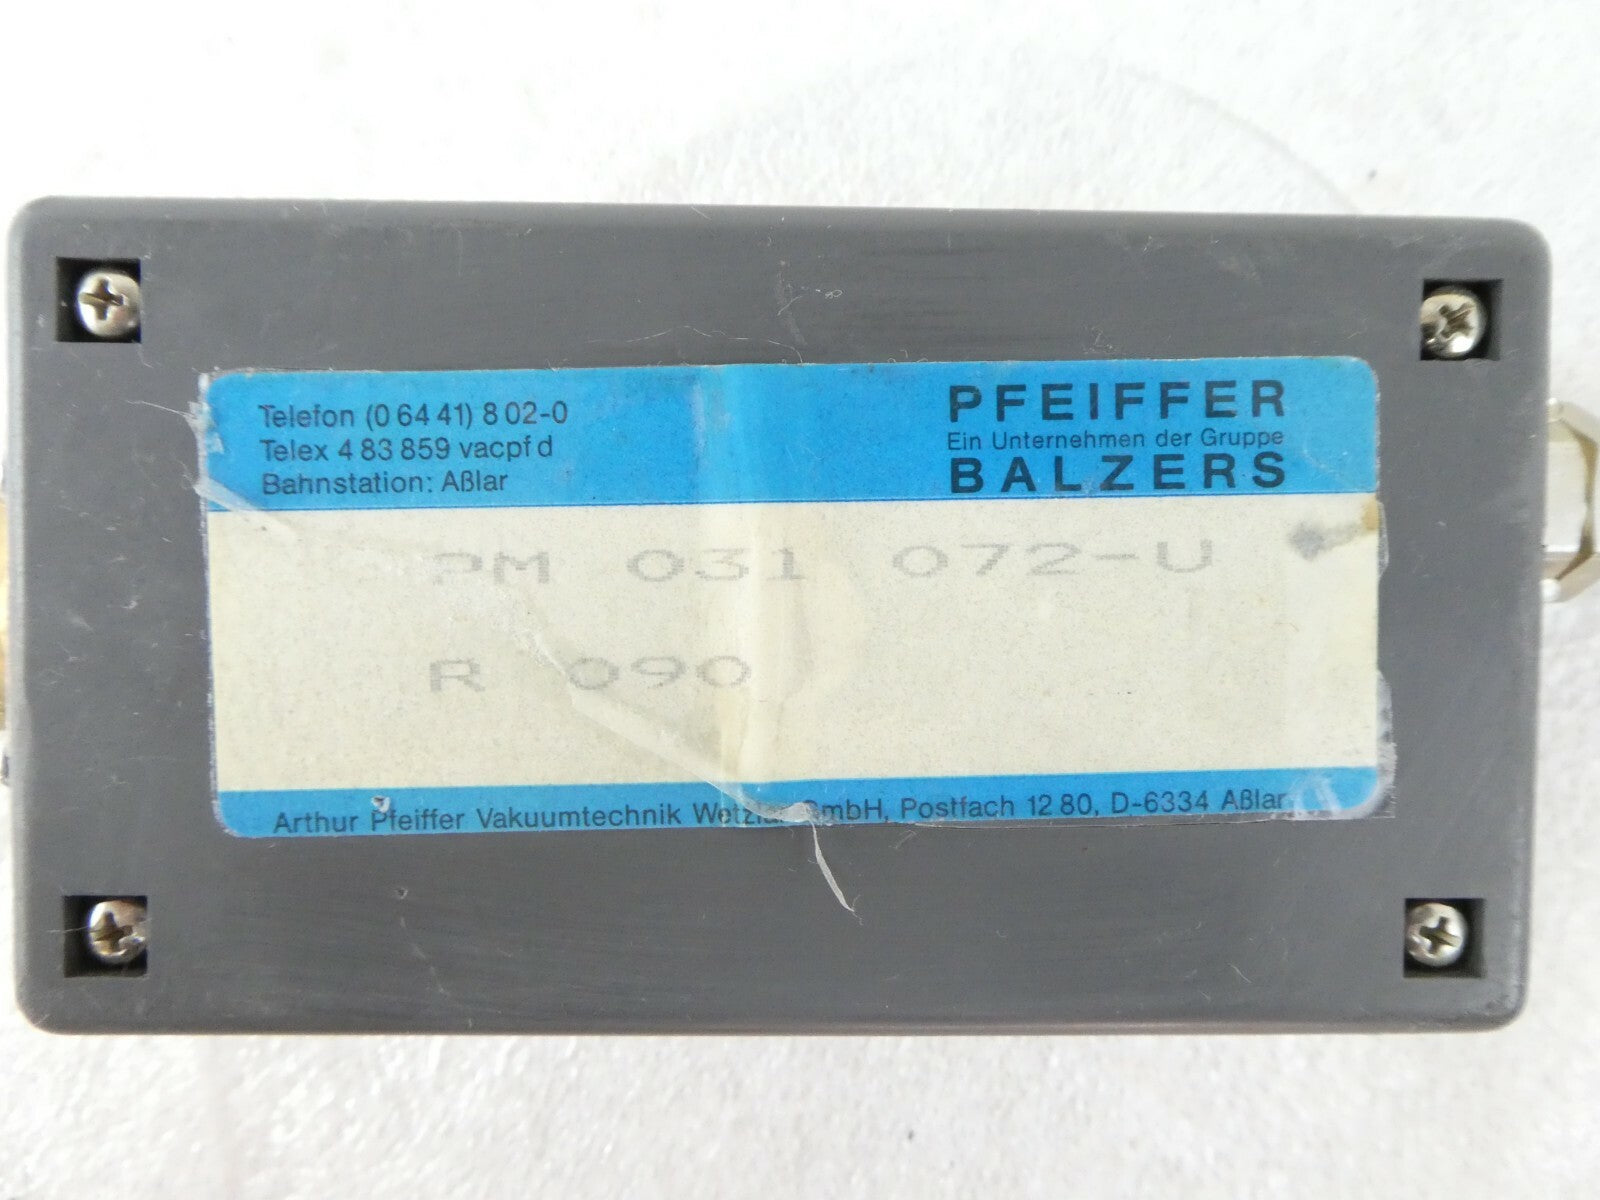 Telefon (0 64 41) 8 02-0
Telex 4 83 859 vacpf d
Bahnstation: Aßlar
PFEIFFER
Ein Unternehmen der Gruppe
BALZERS
PM 031 072-U
R 090
Arthur Pfeiffer Vakuumtechnik Wetzlar GmbH, Postfach 12 80, D-6334 Aßlar